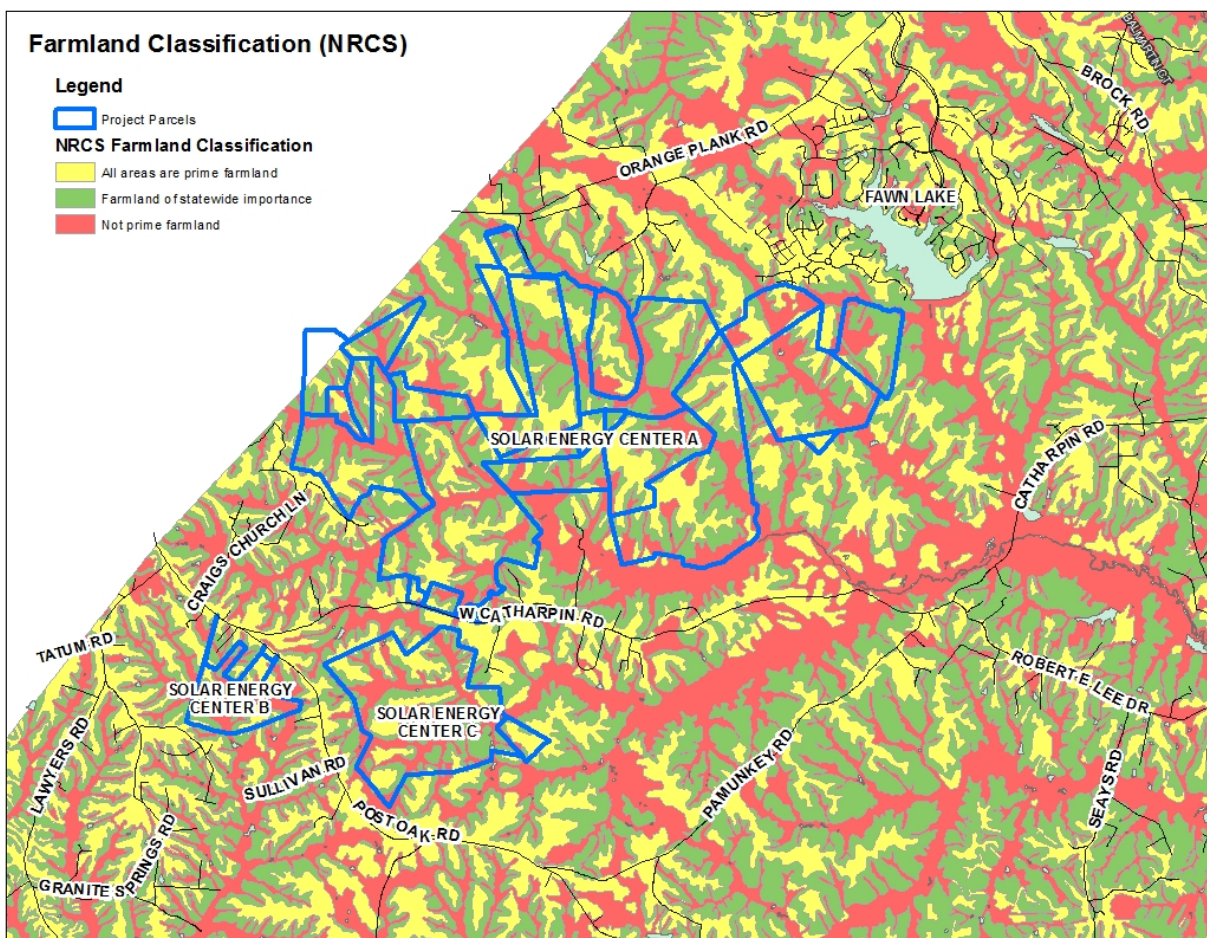 Farmland Classification (NRCS)
Legend
Project Parcels
NRCS Farmland Classification
All areas are prime farmland
Farmland of statewide importance
Not prime farmland
BALMARTIN CT
BROCK RD
ORANGE PLANK RD
FAWN LAKE
SOLAR ENERGY CENTER A
CATHARPIN RD
CRAIGS CHURCH LN
W CATHARPIN RD
TATUM RD
ROBERT E LEE DR
SOLAR ENERGY
CENTER B
SOLAR ENERGY
CENTER C
LAWYERS RD
SULLIVAN RD
PAMUNKEY RD
SEAYS RD
POST OAK RD
GRANITE SPRINGS RD